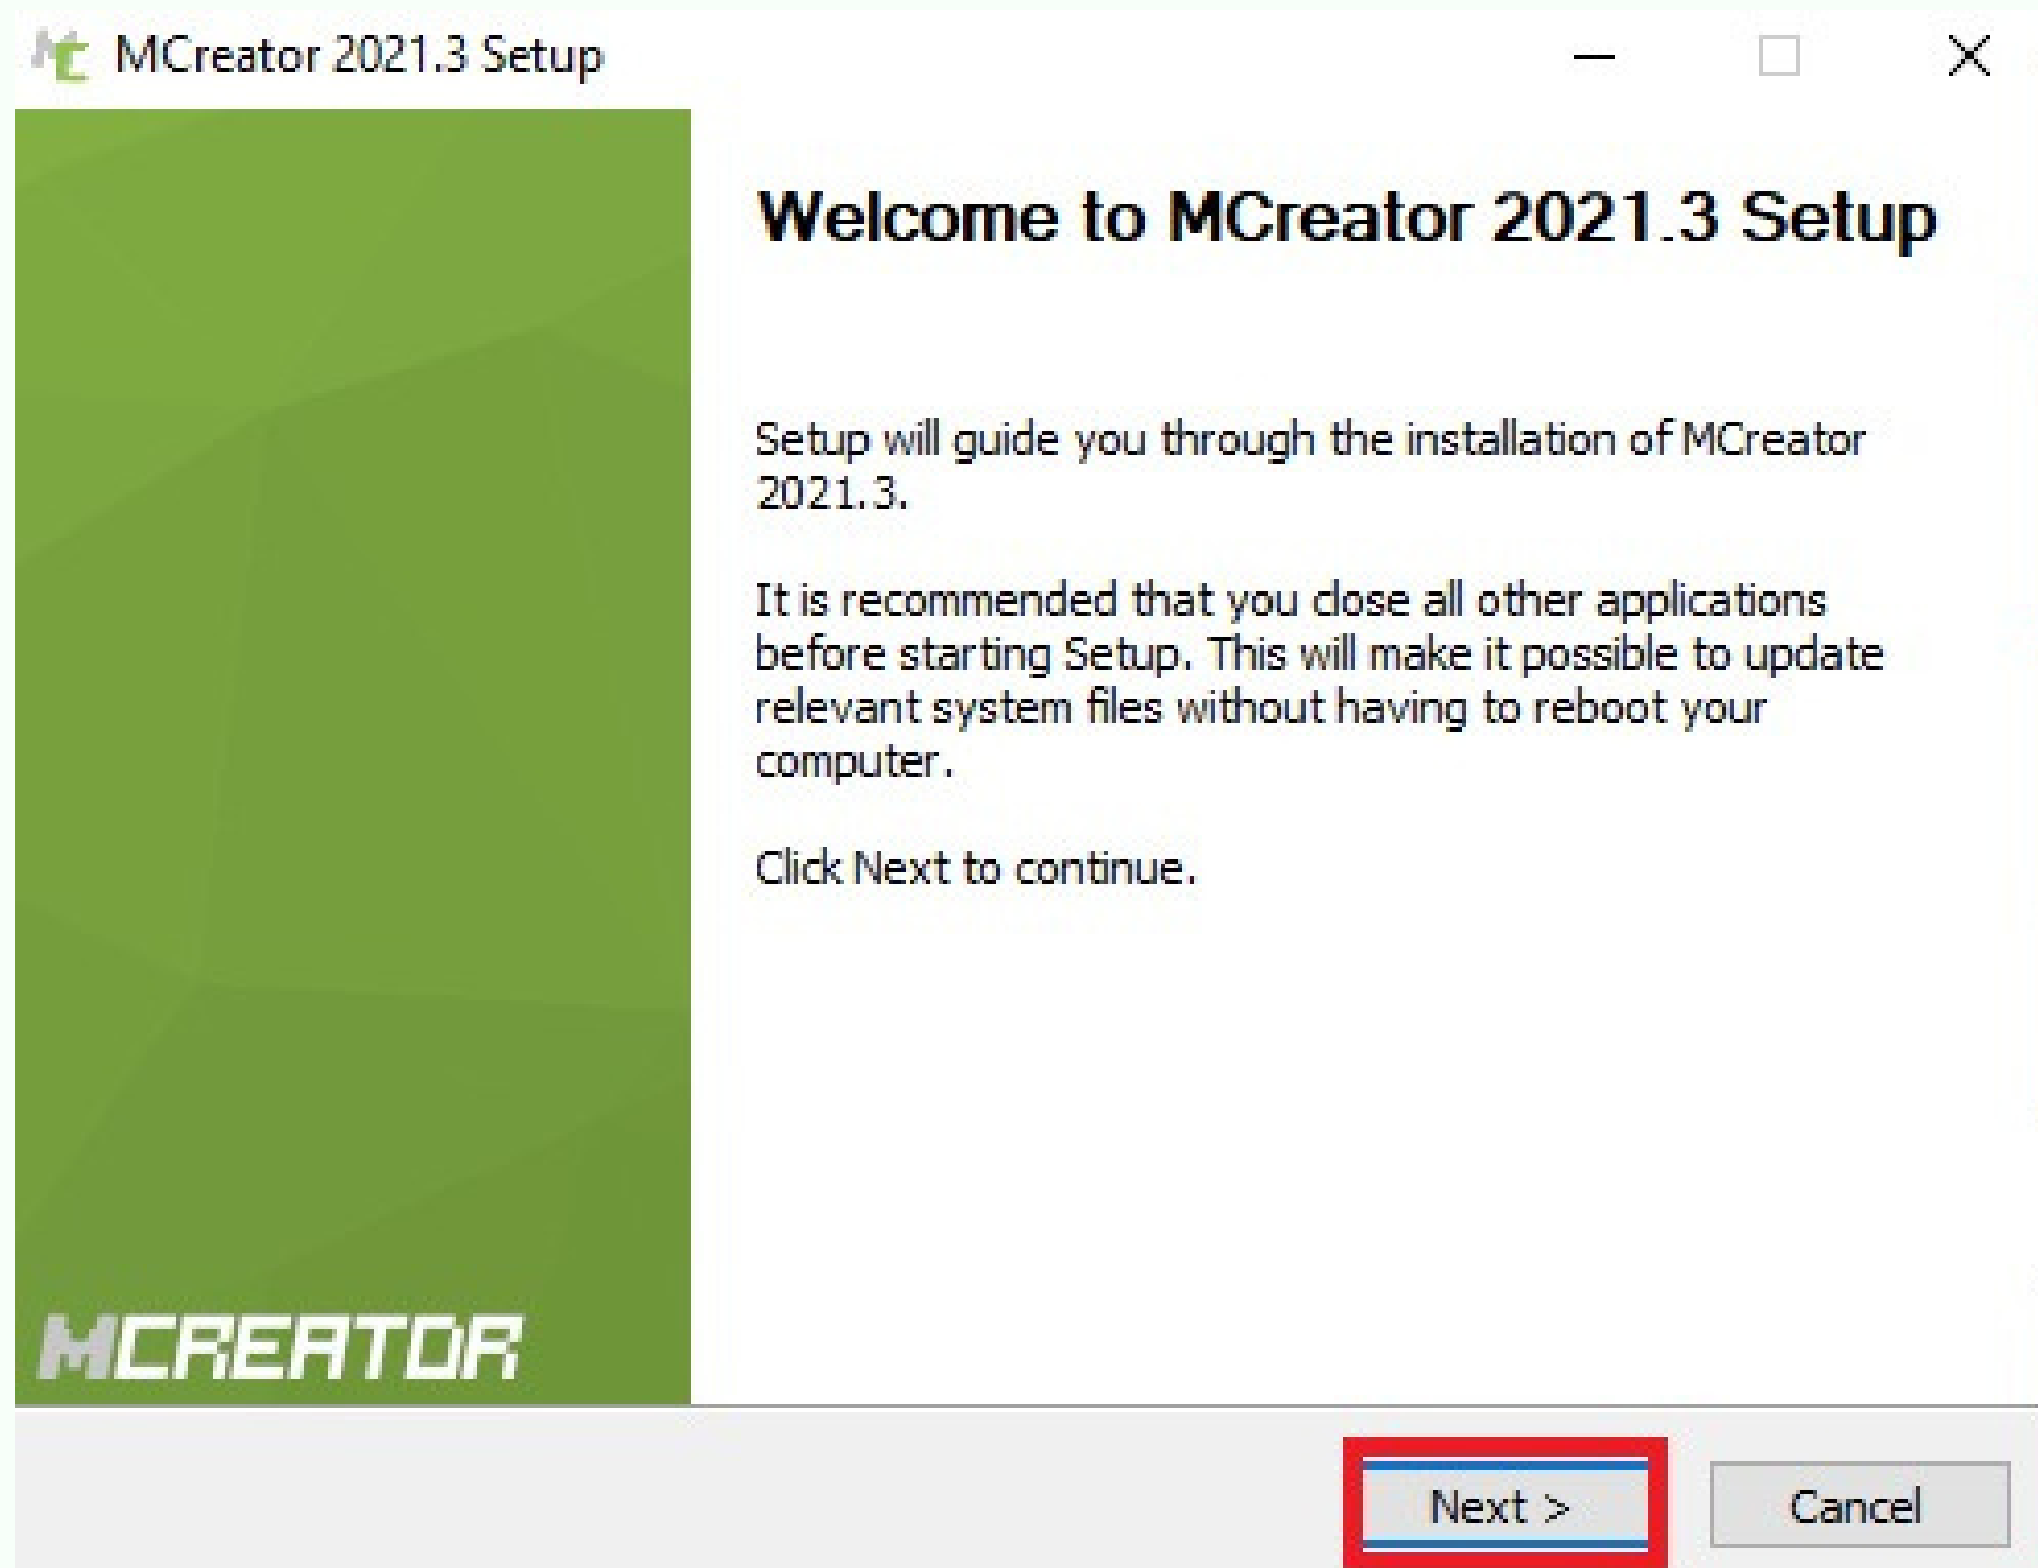 MCreator 2021.3 Setup
Welcome to MCreator 2021.3 Setup
Setup will guide you through the installation of MCreator
2021.3.
It is recommended that you close all other applications
before starting Setup. This will make it possible to update
relevant system files without having to reboot your
computer.
Click Next to continue.
MCREATOR
Next >
Cancel